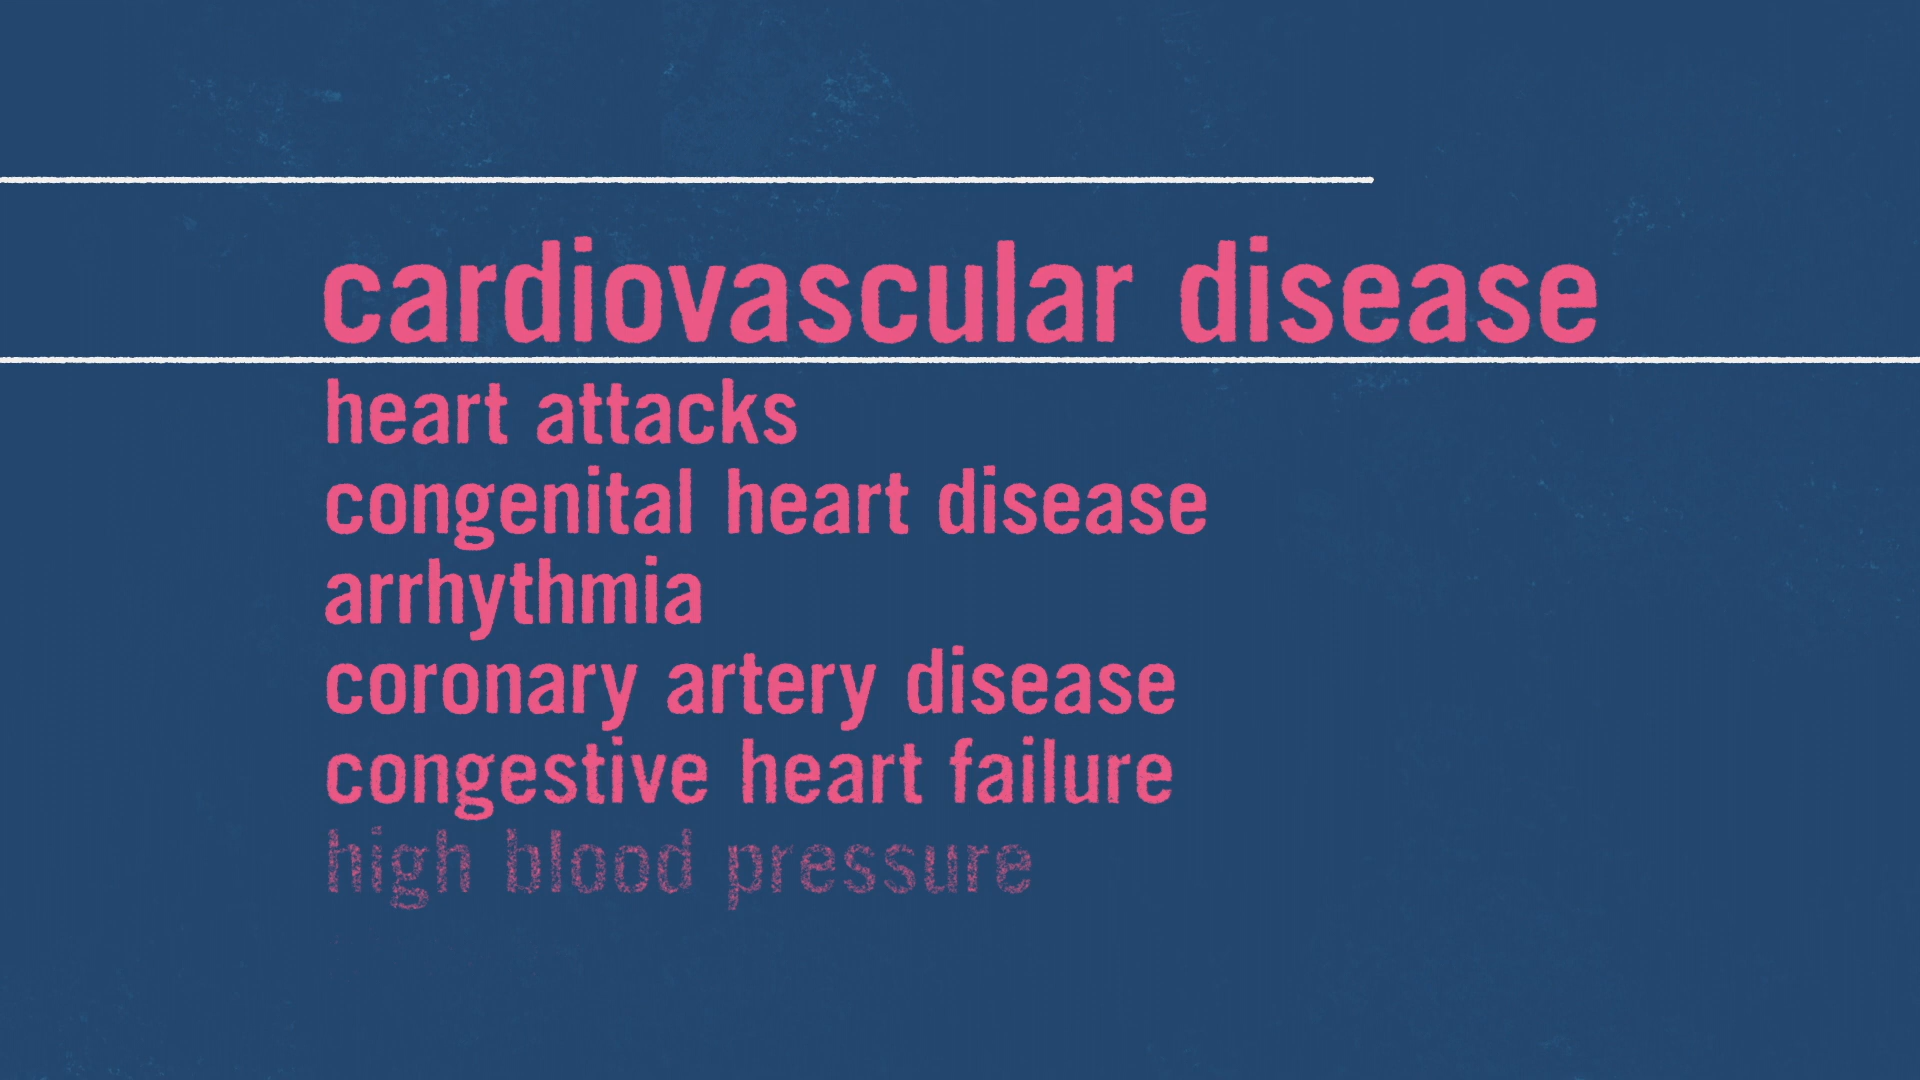 cardiovascular disease
heart attacks
congenital heart disease
arrhythmia
coronary artery disease
congestive heart failure
high blood pressure